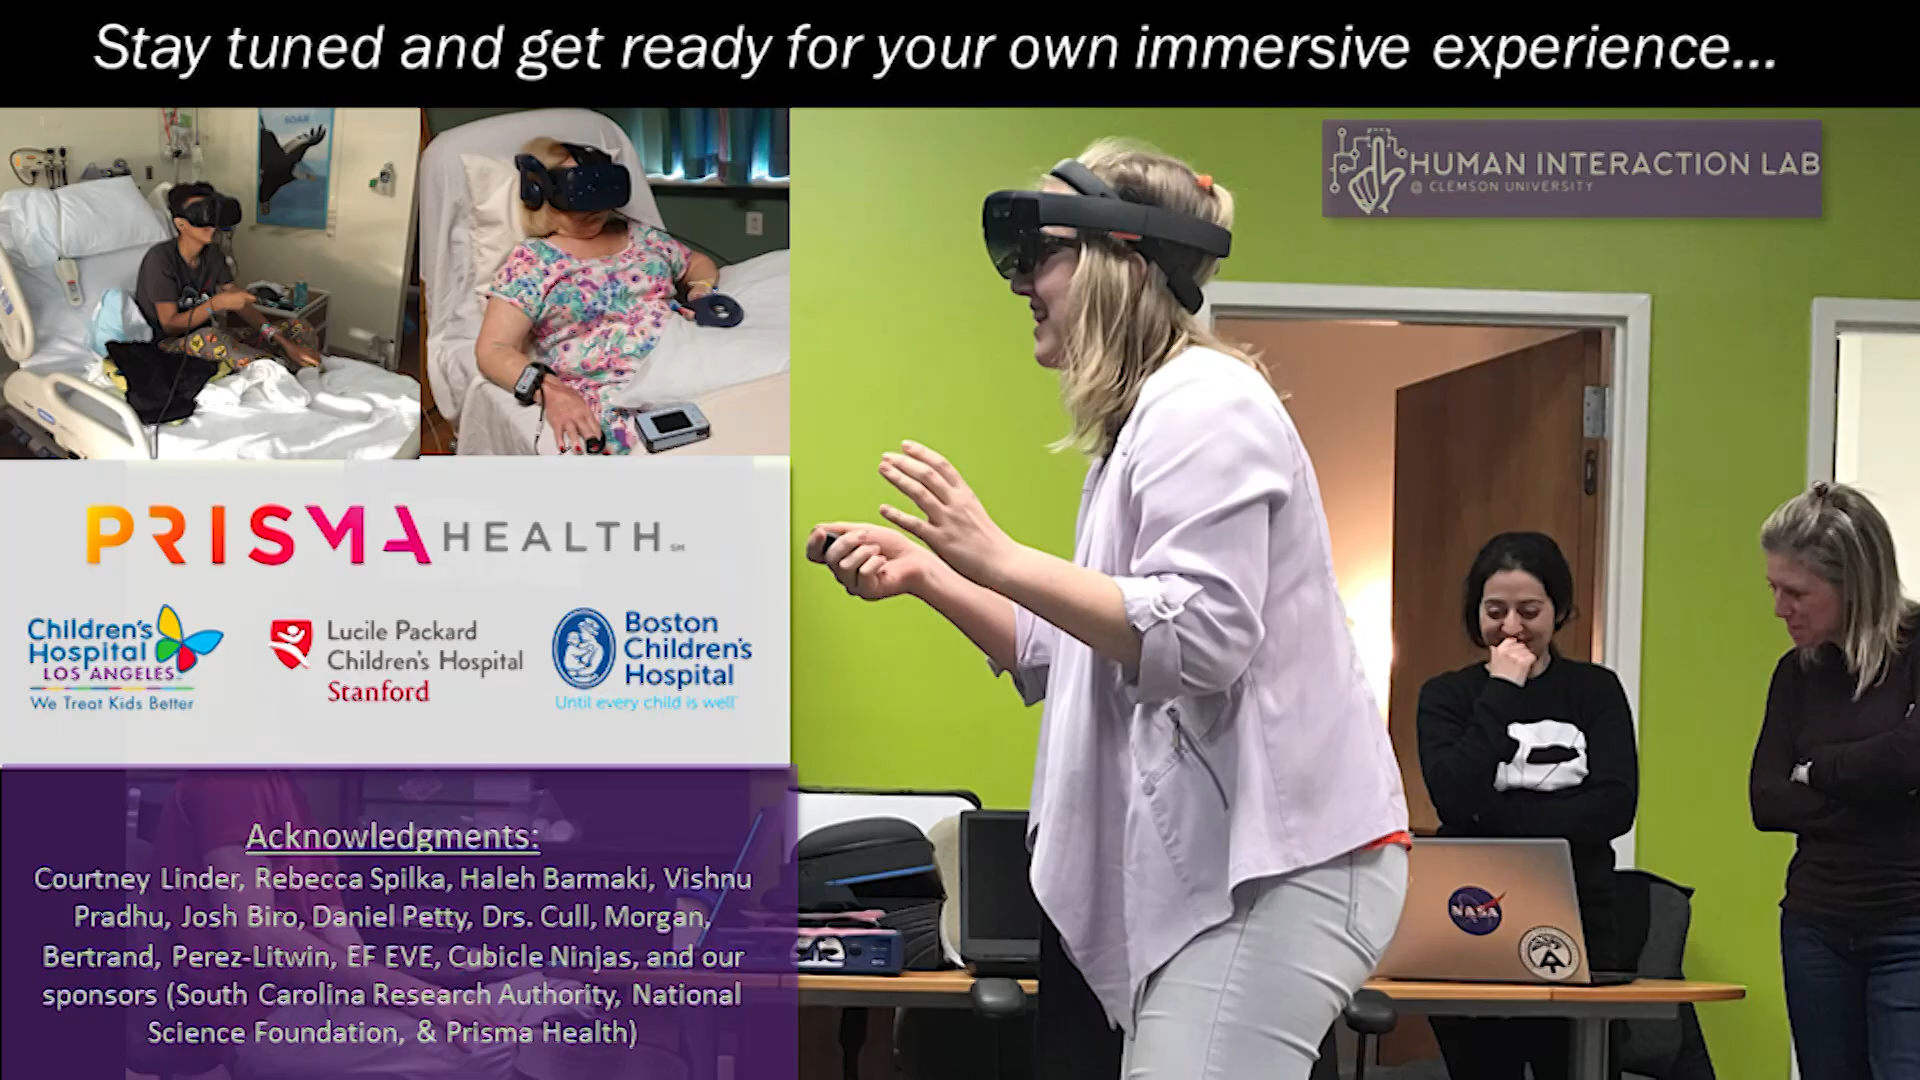 Stay tuned and get ready for your own immersive experience...
SOAR
HUMAN INTERACTION LAB
@ CLEMSON UNIVERSITY
PRISMA HEALTH SM
Children's
Hospital
LOS ANGELES
We Treat Kids Better
Lucile Packard
Children's Hospital
Stanford
Boston
Children's
Hospital
Until every child is well
Acknowledgments:
Courtney Linder, Rebecca Spilka, Haleh Barmaki, Vishnu
Pradhu, Josh Biro, Daniel Petty, Drs. Cull, Morgan,
Bertrand, Perez-Litwin, EF EVE, Cubicle Ninjas, and our
sponsors (South Carolina Research Authority, National
Science Foundation, & Prisma Health)
NASA